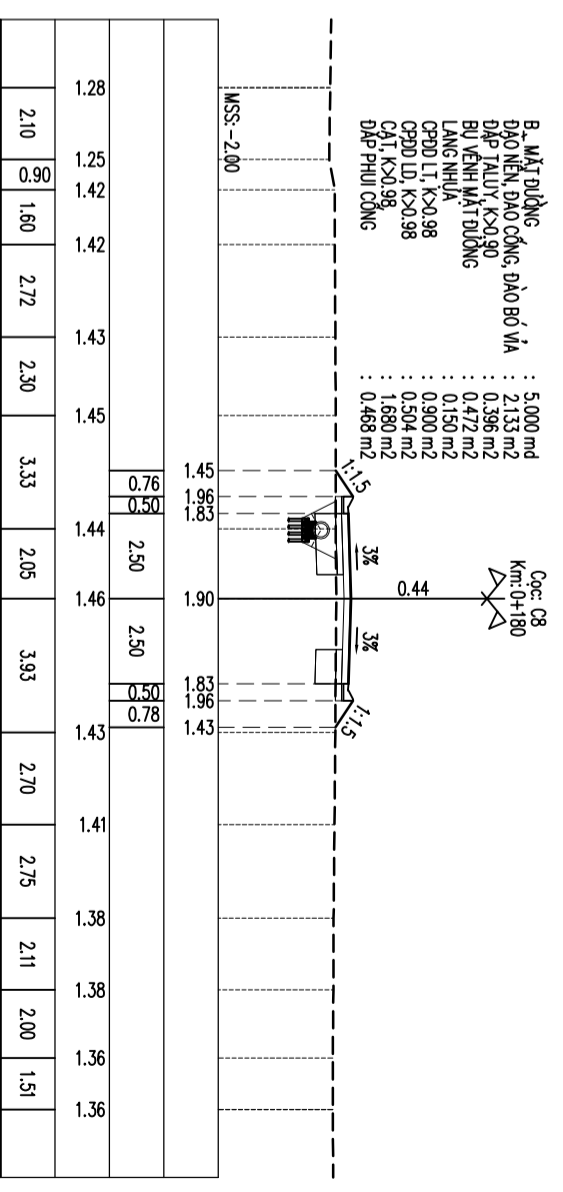 Cọc: C8
Km:0+180
B_ MẶT ĐƯỜNG : 5.000 md
ĐÀO NỀN, ĐÀO CỐNG, ĐÀO BÓ VỈA : 2.133 m2
ĐẮP TALUY, K>0.90 : 0.396 m2
BÙ VÊNH MẶT ĐƯỜNG : 0.472 m2
LÁNG NHỰA : 0.150 m2
CPĐD LT, K>0.98 : 0.900 m2
CPĐD LD, K>0.98 : 0.504 m2
CÁT, K>0.98 : 1.680 m2
ĐẮP PHUI CỐNG : 0.468 m2
0.44
1:1.5 3% 3% 1:1.5
MSS: -2.00
1.45 1.96 1.83 1.90 1.83 1.96 1.43
0.76 0.50 2.50 2.50 0.50 0.78
1.28 1.25 1.42 1.42 1.43 1.45 1.44 1.46 1.43 1.41 1.38 1.38 1.36 1.36
2.10 0.90 1.60 2.72 2.30 3.33 2.05 3.93 2.70 2.75 2.11 2.00 1.51